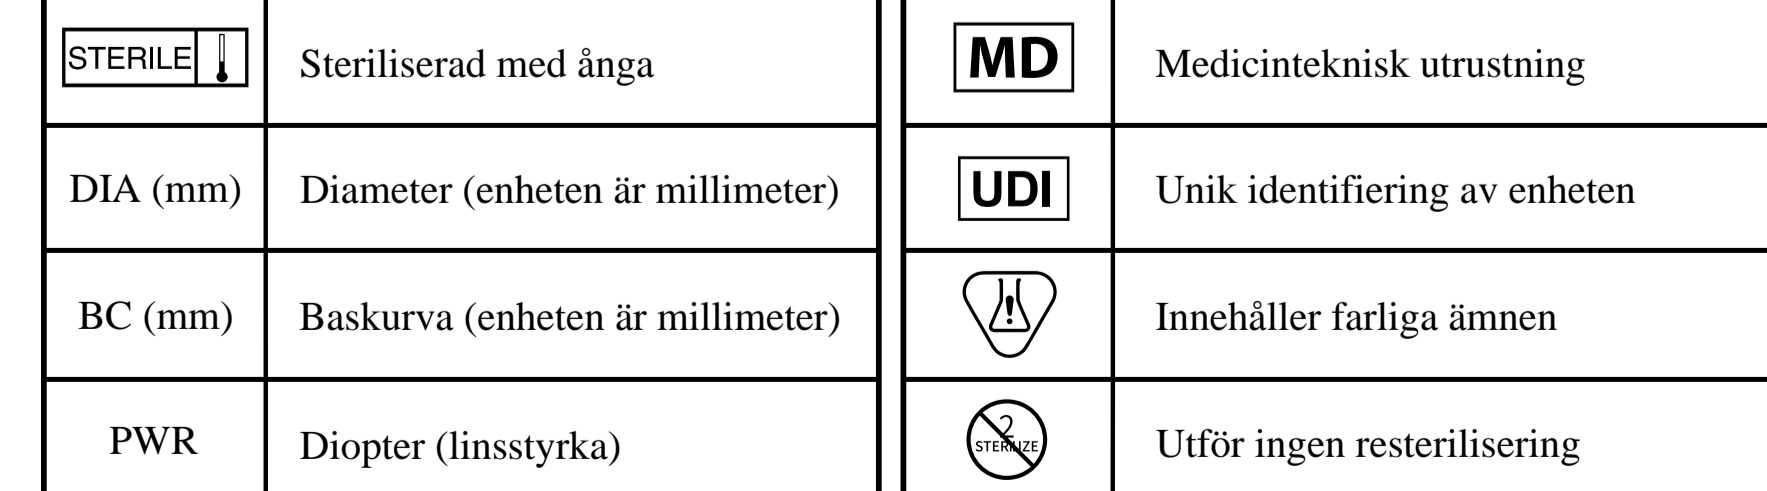 STERILE Steriliserad med ånga
DIA (mm) Diameter (enheten är millimeter)
BC (mm) Baskurva (enheten är millimeter)
PWR Diopter (linsstyrka)
MD Medicinteknisk utrustning
UDI Unik identifiering av enheten
! Innehåller farliga ämnen
2 STERILIZE Utför ingen resterilisering